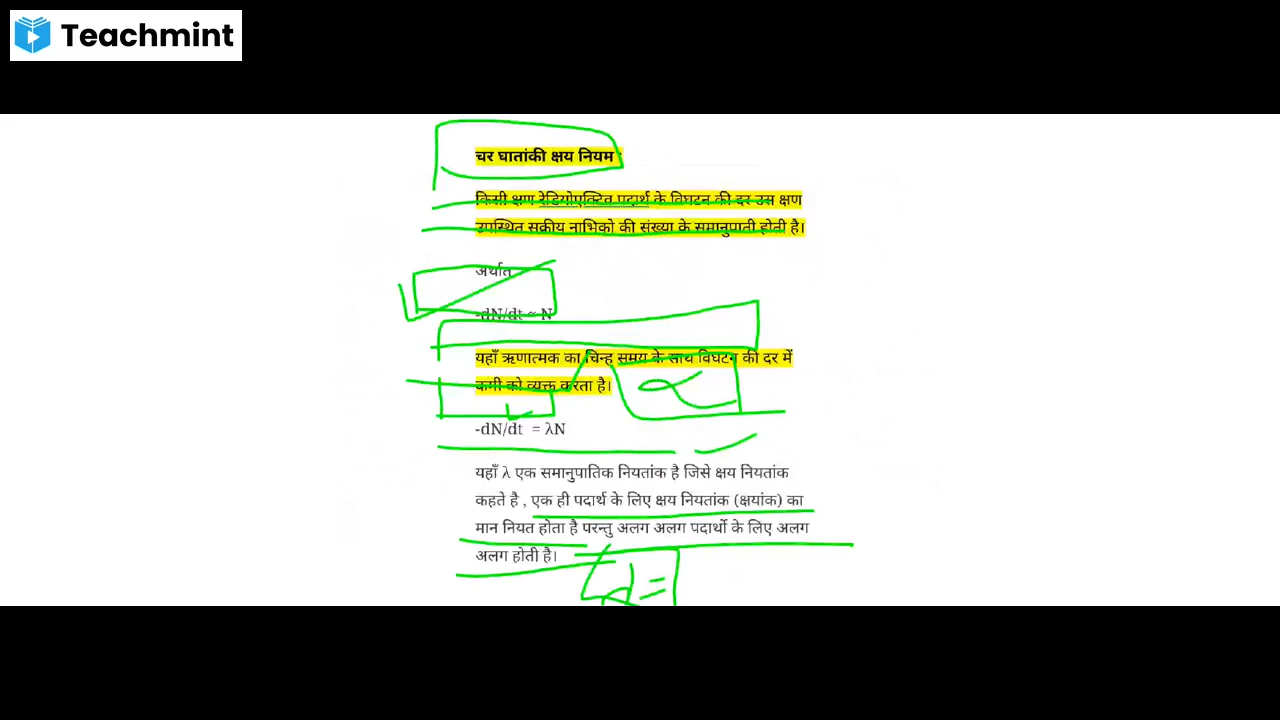 Teachmint
चर घातांकी क्षय नियम :
किसी क्षण रेडियोएक्टिव पदार्थ के विघटन की दर उस क्षण
उपस्थित सक्रीय नाभिको की संख्या के समानुपाती होती है।
अर्थात
-dN/dt ∝ N
यहाँ ऋणात्मक का चिन्ह समय के साथ विघटन की दर में
कमी को व्यक्त करता है।
∝
-dN/dt = λN
यहाँ λ एक समानुपातिक नियतांक है जिसे क्षय नियतांक
कहते है , एक ही पदार्थ के लिए क्षय नियतांक (क्षयांक) का
मान नियत होता है परन्तु अलग अलग पदार्थो के लिए अलग
अलग होती है।